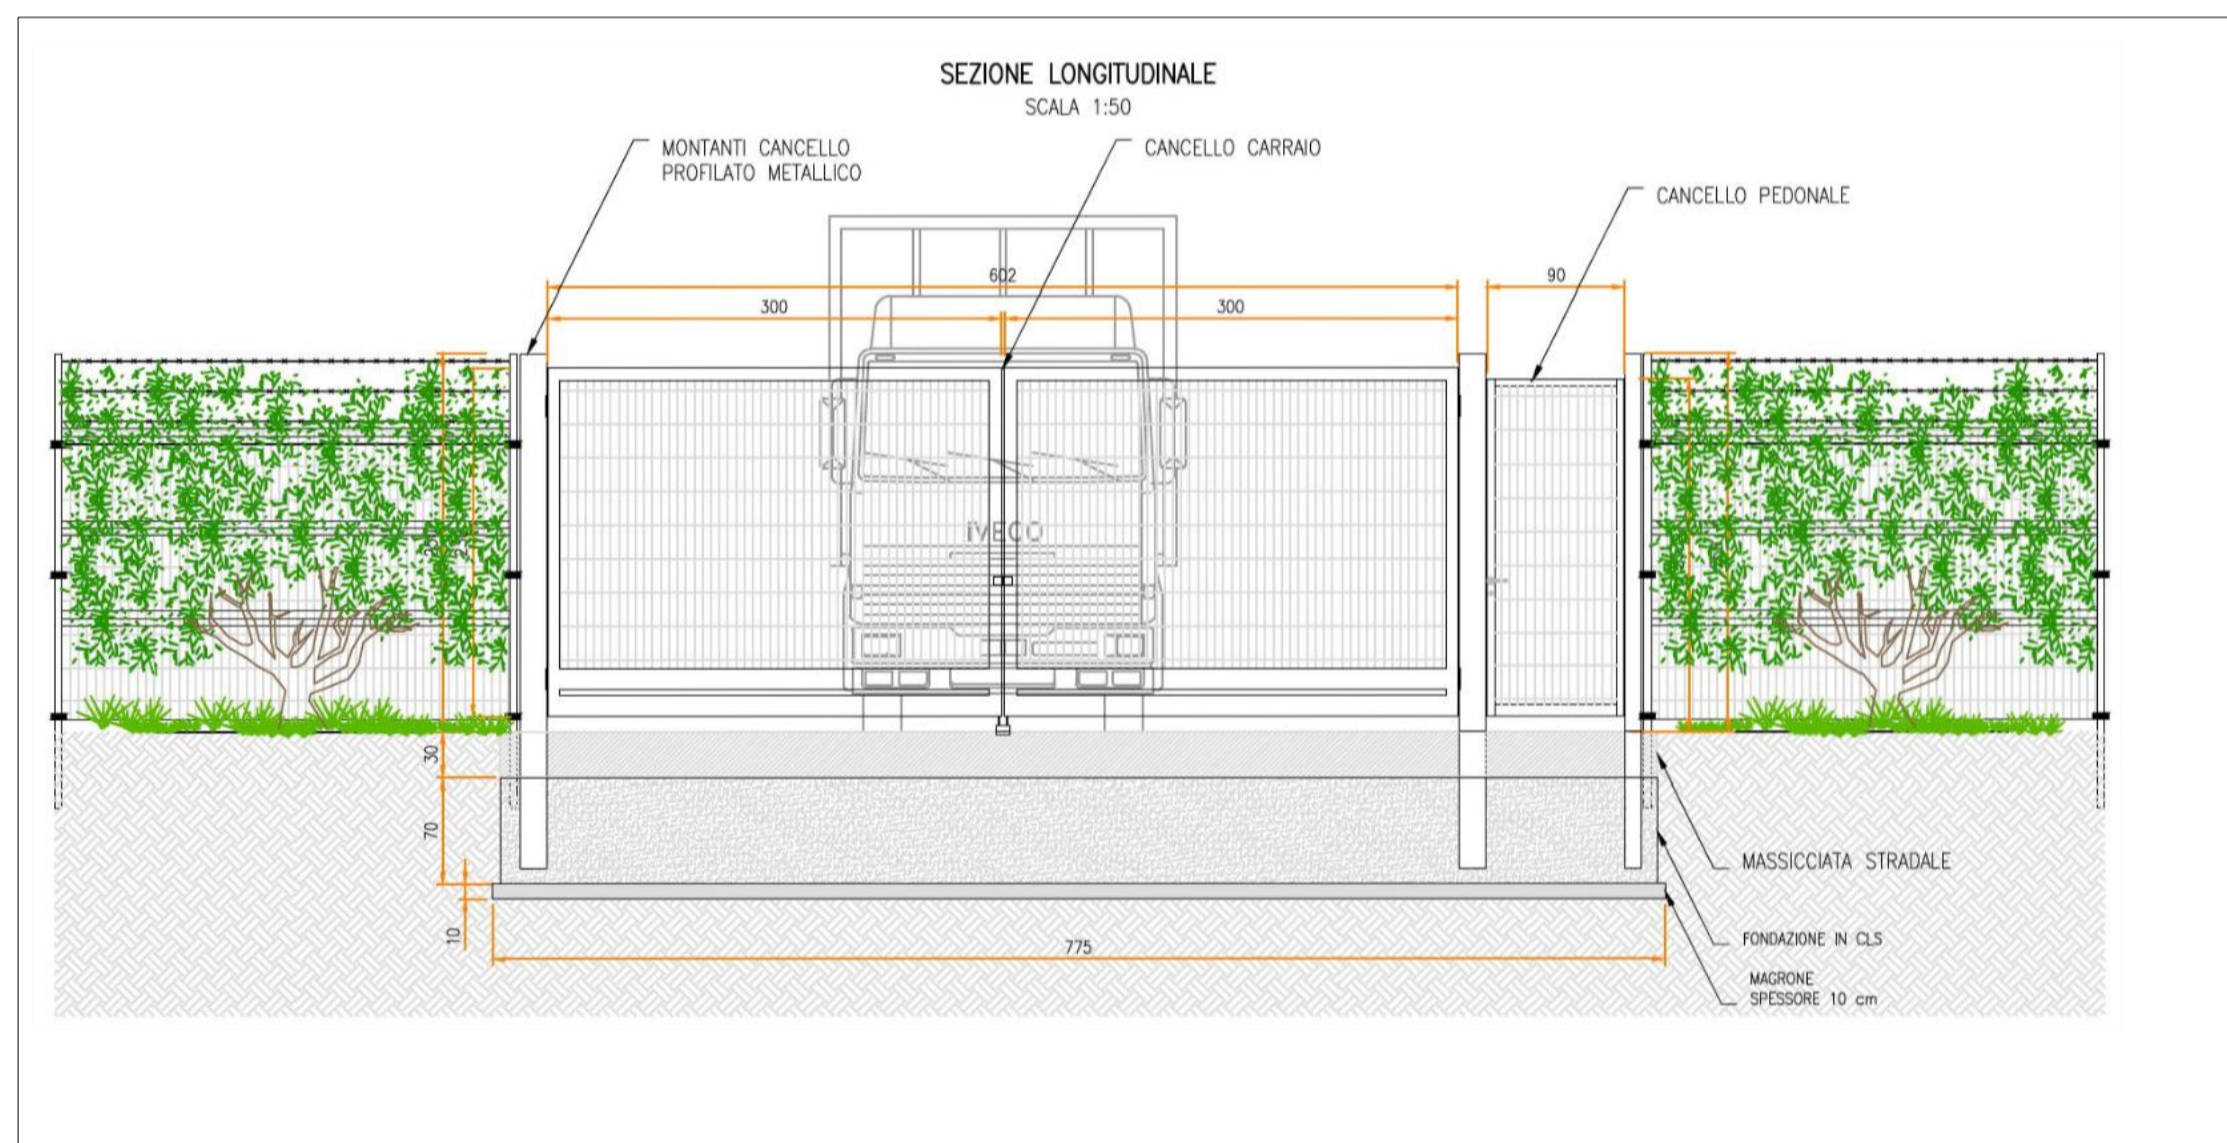 SEZIONE LONGITUDINALE
SCALA 1:50
MONTANTI CANCELLO
PROFILATO METALLICO
CANCELLO CARRAIO
CANCELLO PEDONALE
602
90
300
300
IVECO
30
70
10
775
MASSICCIATA STRADALE
FONDAZIONE IN CLS
MAGRONE
SPESSORE 10 cm